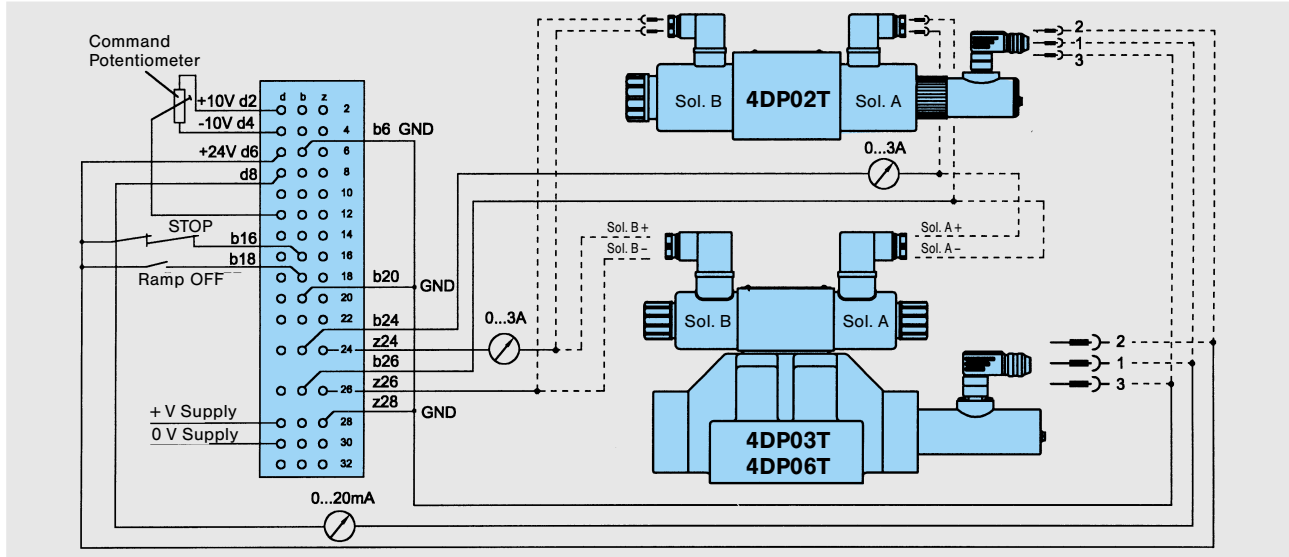 Command
Potentiometer
d b z
+10V d2
2
-10V d4
4
b6 GND
+24V d6
6
d8
8
10
12
STOP
14
b16
16
b18
18
Ramp OFF
b20
GND
20
22
b24
0...3A
z24
24
b26
z26
26
z28
GND
+ V Supply
28
0 V Supply
30
32
0...20mA
Sol. B
4DP02T
Sol. A
2
1
3
0...3A
Sol. B+
Sol. B–
Sol. A+
Sol. A–
Sol. B
Sol. A
2
1
3
4DP03T
4DP06T